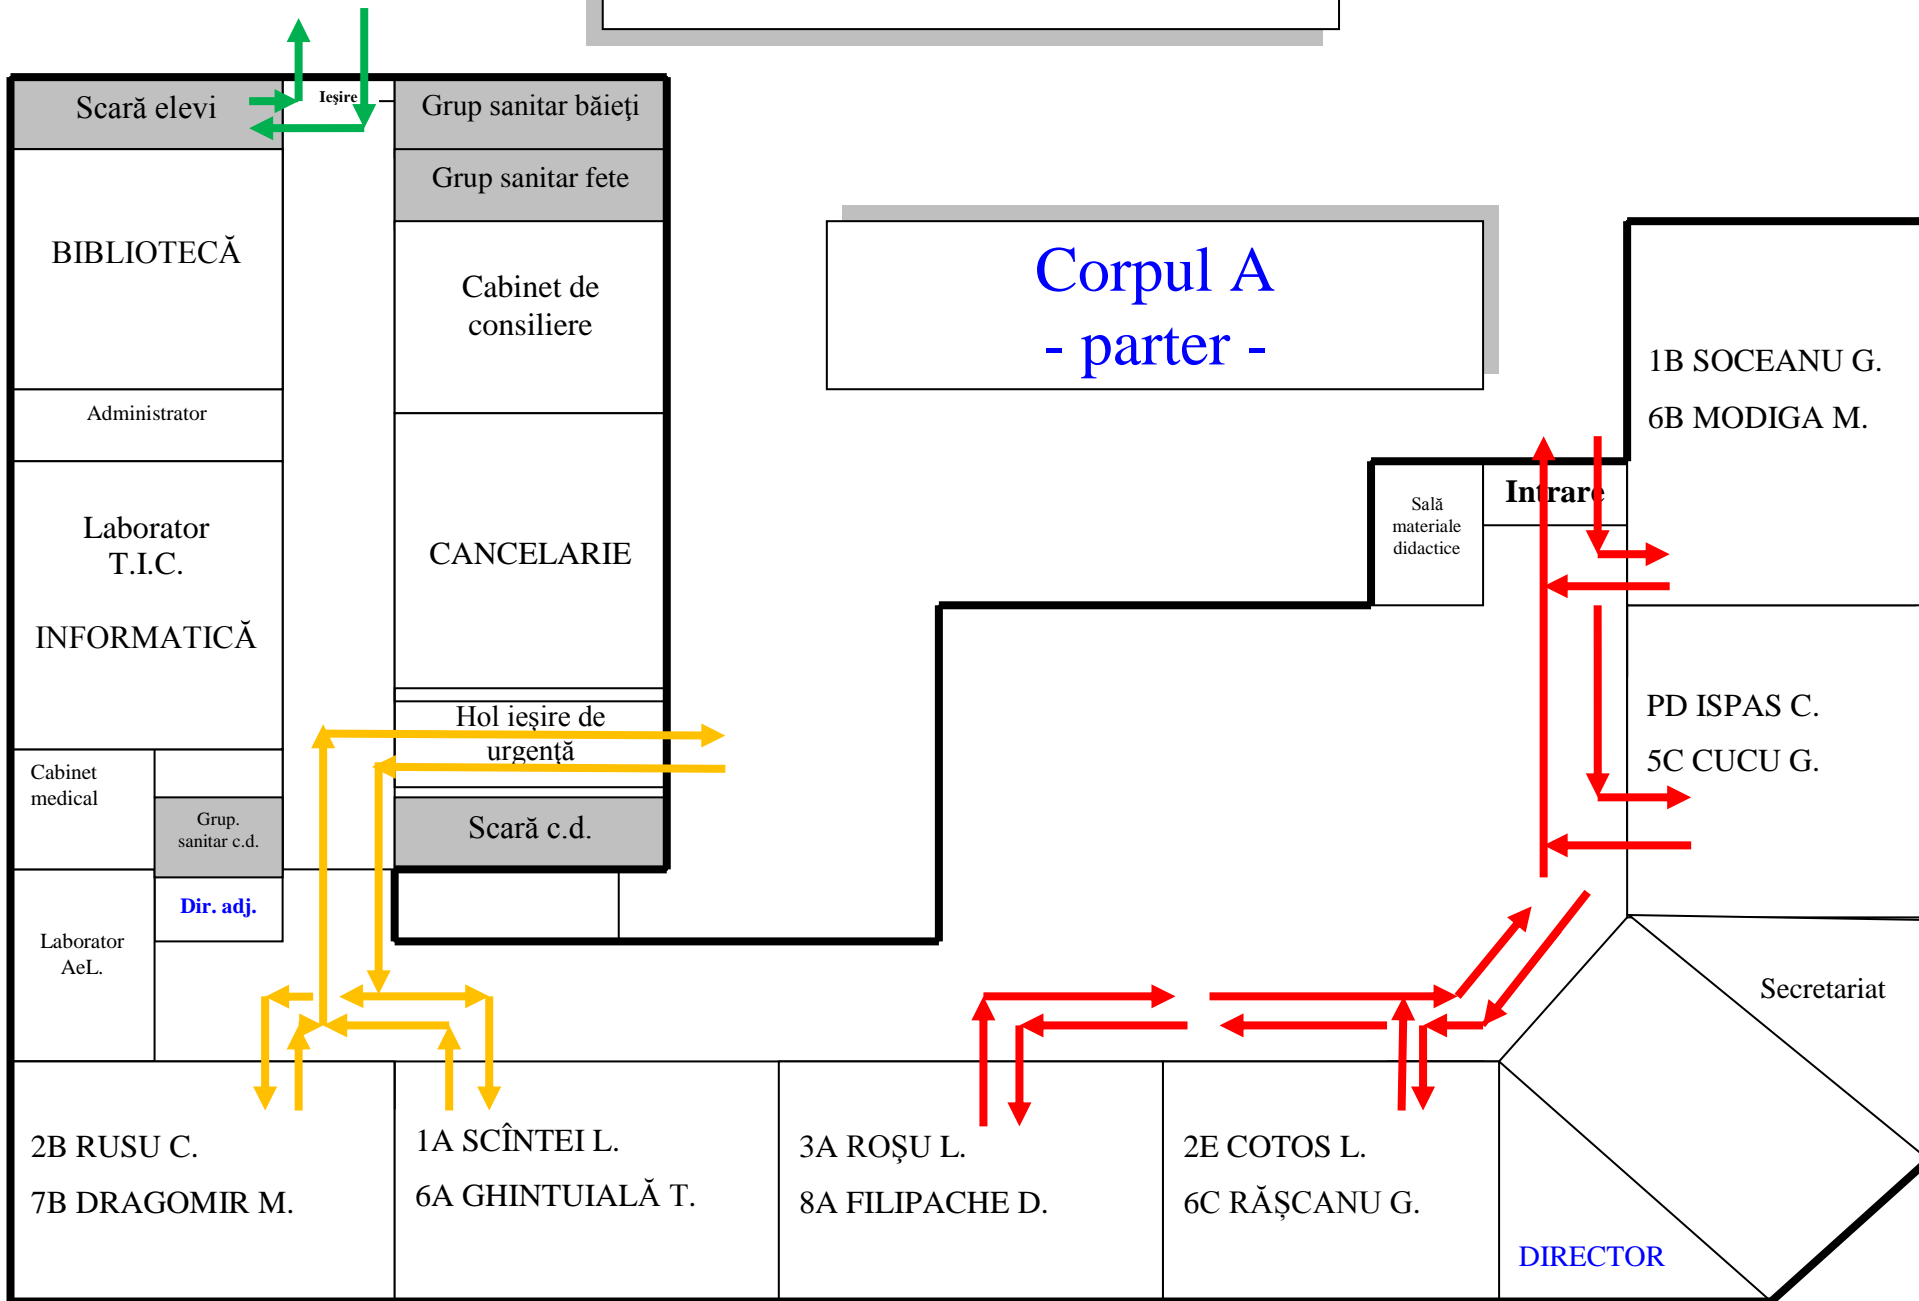 Scară elevi
Ieşire
Grup sanitar băieţi
Grup sanitar fete
BIBLIOTECĂ
Cabinet de
consiliere
Corpul A
- parter -
1B SOCEANU G.
6B MODIGA M.
Administrator
Laborator
T.I.C.
INFORMATICĂ
CANCELARIE
Sală
materiale
didactice
Intrare
PD ISPAS C.
5C CUCU G.
Hol ieșire de
urgență
Cabinet
medical
Grup.
sanitar c.d.
Scară c.d.
Dir. adj.
Laborator
AeL.
Secretariat
2B RUSU C.
7B DRAGOMIR M.
1A SCÎNTEI L.
6A GHINTUIALĂ T.
3A ROŞU L.
8A FILIPACHE D.
2E COTOS L.
6C RĂȘCANU G.
DIRECTOR